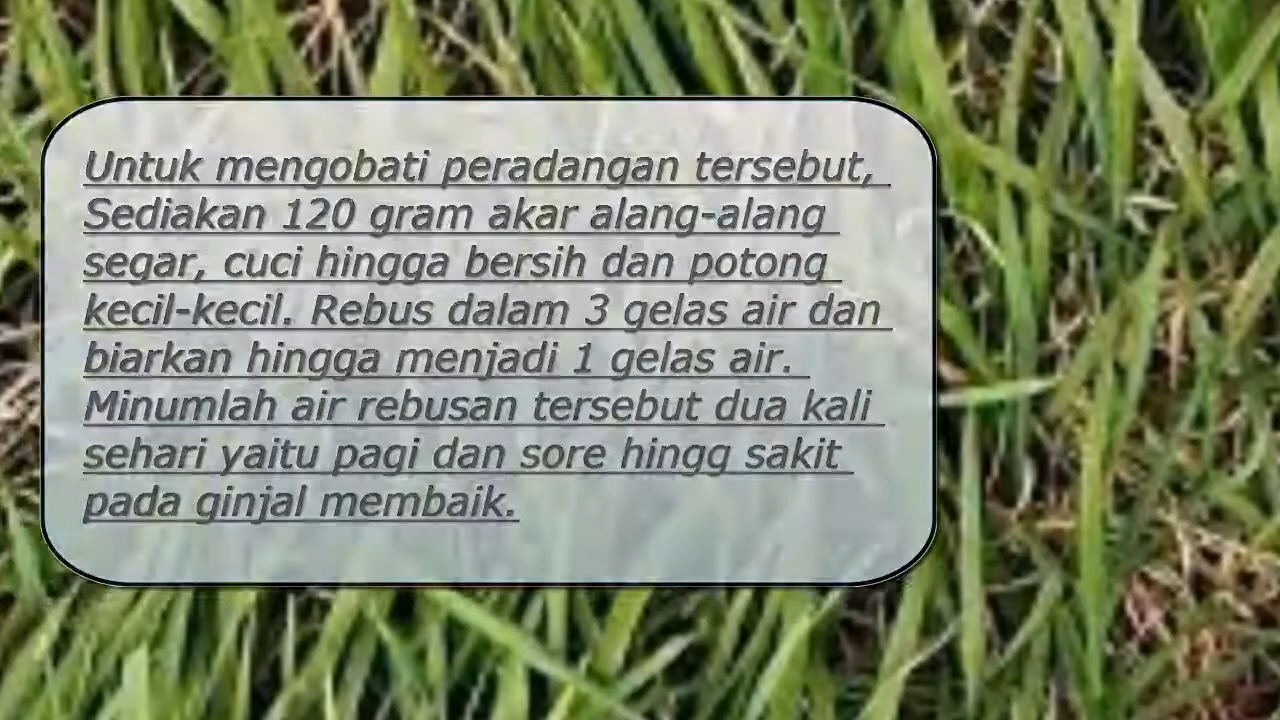 Untuk mengobati peradangan tersebut,
Sediakan 120 gram akar alang-alang
segar, cuci hingga bersih dan potong
kecil-kecil. Rebus dalam 3 gelas air dan
biarkan hingga menjadi 1 gelas air.
Minumlah air rebusan tersebut dua kali
sehari yaitu pagi dan sore hingg sakit
pada ginjal membaik.